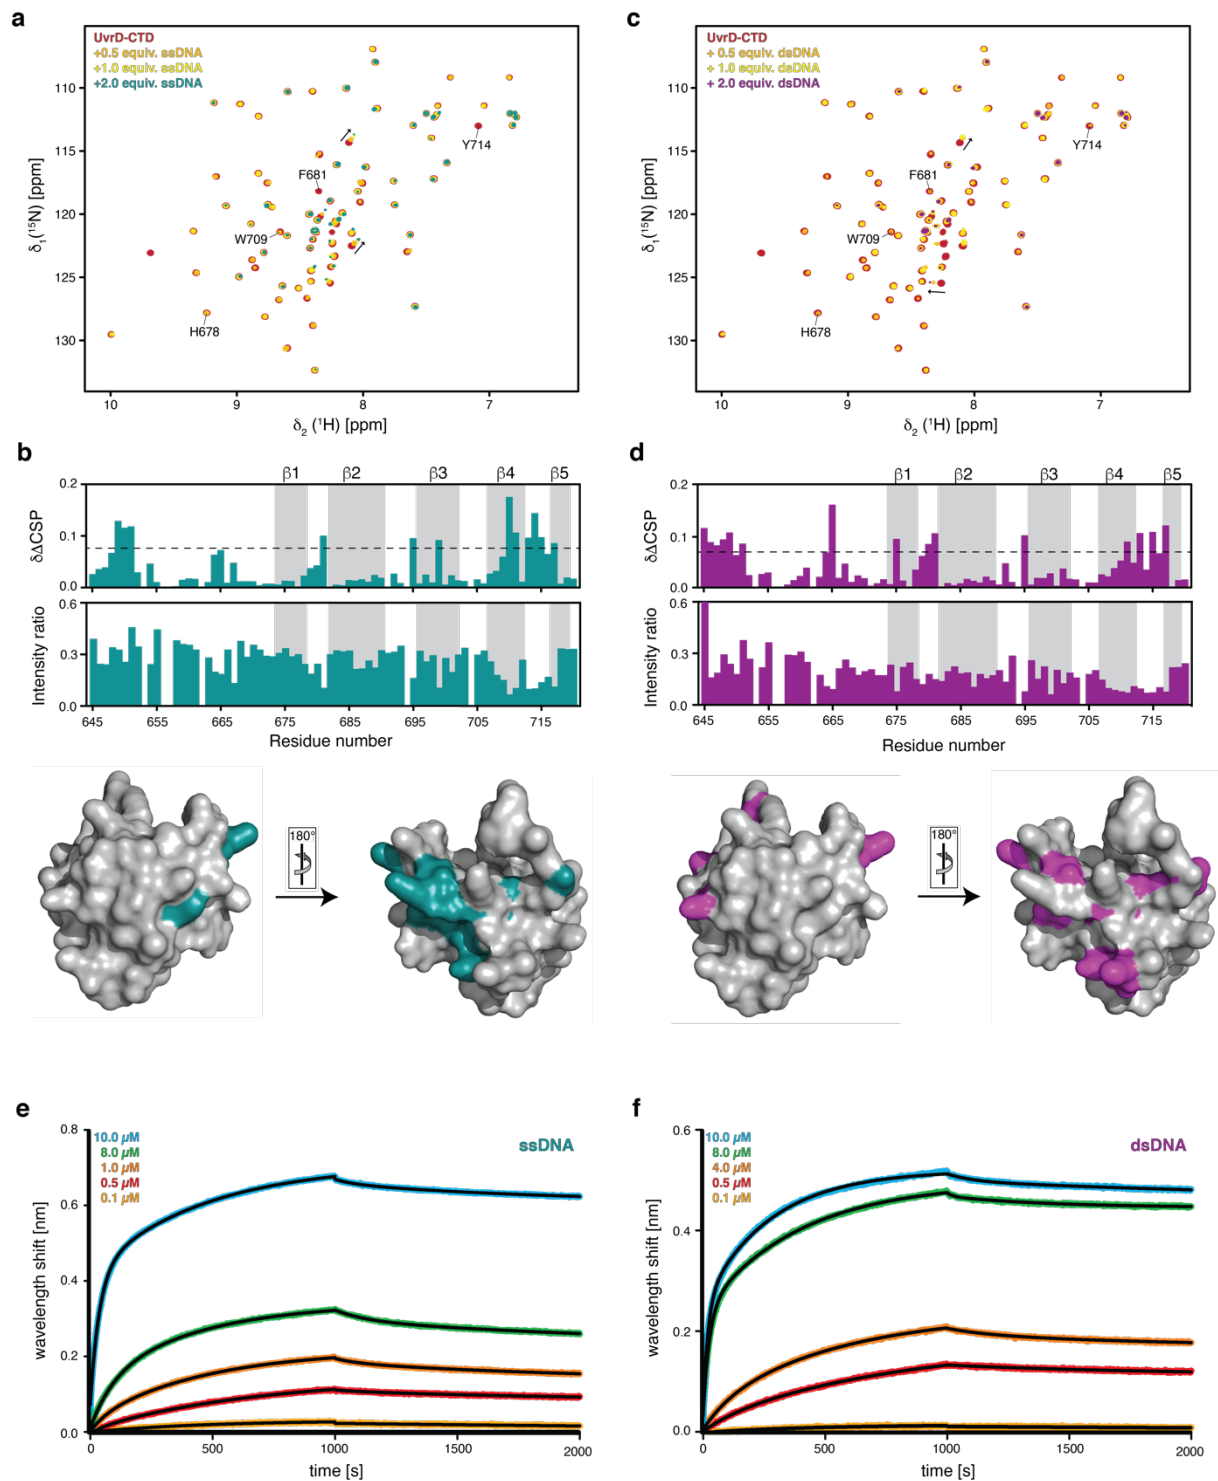 a
UvrD-CTD
+0.5 equiv. ssDNA
+1.0 equiv. ssDNA
+2.0 equiv. ssDNA
110
115
120
125
130
δ1(15N) [ppm]
Y714
F681
W709
H678
10
9
8
7
δ2 (1H) [ppm]
c
UvrD-CTD
+ 0.5 equiv. dsDNA
+ 1.0 equiv. dsDNA
+ 2.0 equiv. dsDNA
110
115
120
125
130
δ1(15N) [ppm]
Y714
F681
W709
H678
10
9
8
7
δ2 (1H) [ppm]
b
β1
β2
β3
β4
β5
0.2
0.1
0.0
δΔCSP
0.6
0.3
0.0
Intensity ratio
645
655
665
675
685
695
705
715
Residue number
180°
d
β1
β2
β3
β4
β5
0.2
0.1
0.0
δΔCSP
0.6
0.3
0.0
Intensity ratio
645
655
665
675
685
695
705
715
Residue number
180°
e
10.0 µM
8.0 µM
1.0 µM
0.5 µM
0.1 µM
ssDNA
0.8
0.6
0.4
0.2
0.0
wavelength shift [nm]
0
500
1000
1500
2000
time [s]
f
10.0 µM
8.0 µM
4.0 µM
0.5 µM
0.1 µM
dsDNA
0.6
0.4
0.2
0.0
wavelength shift [nm]
0
500
1000
1500
2000
time [s]